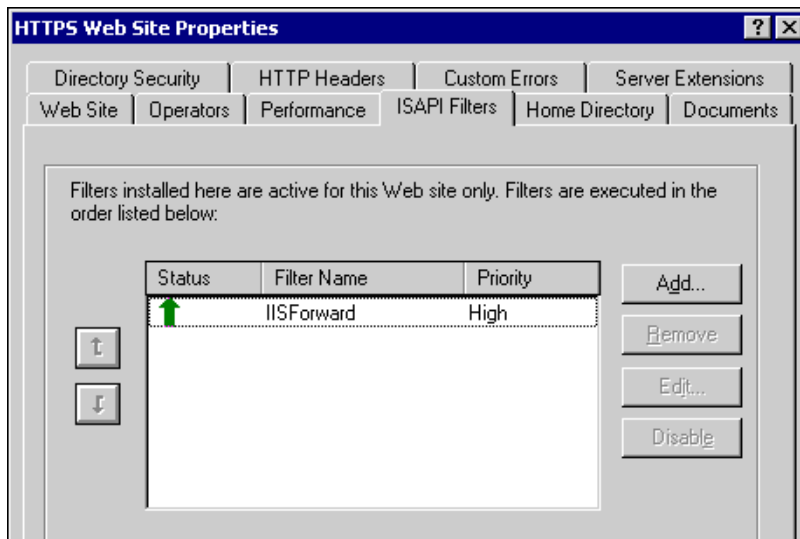 HTTPS Web Site Properties
Directory Security HTTP Headers Custom Errors Server Extensions
Web Site Operators Performance ISAPI Filters Home Directory Documents
Filters installed here are active for this Web site only. Filters are executed in the
order listed below:
Status Filter Name Priority
IISForward High
Add...
Remove
Edit...
Disable